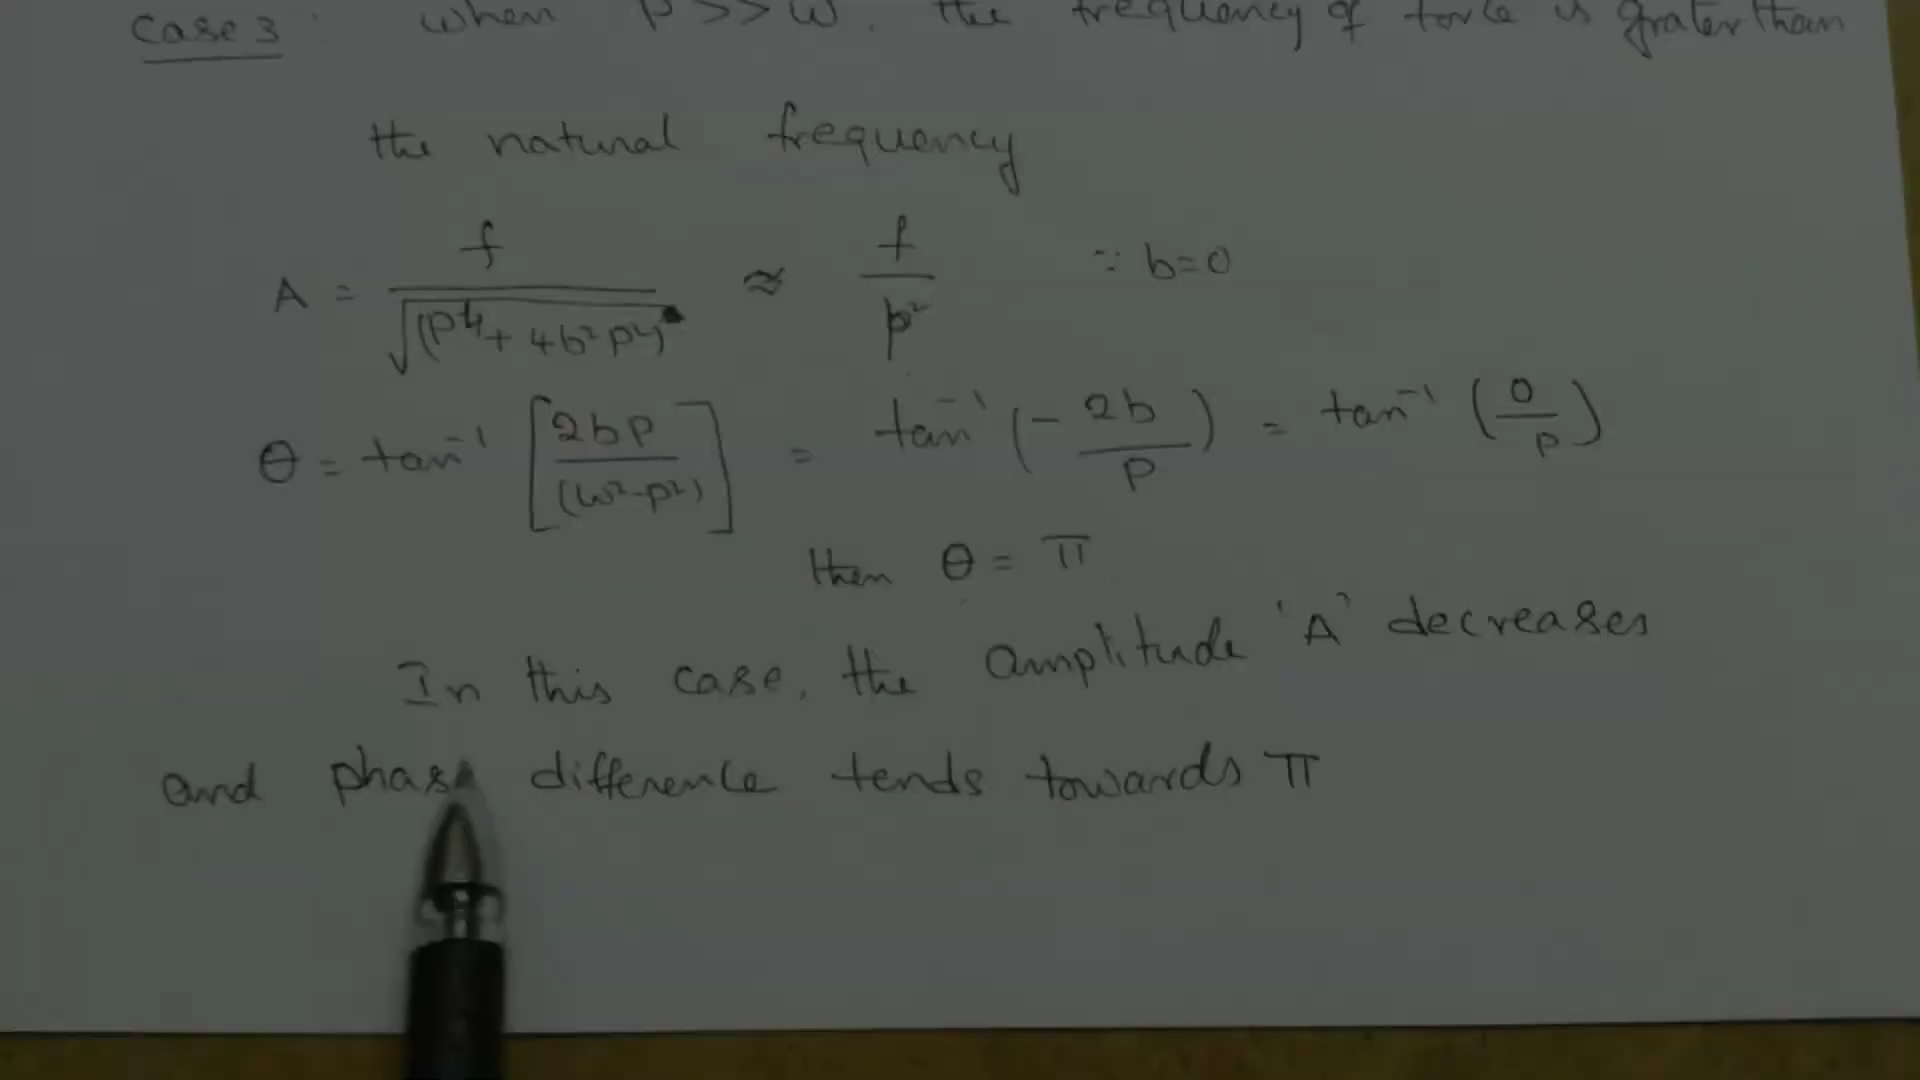 Case 3 : when p >> ω. the frequency of force is grater than
the natural frequency
A = f / √(p⁴ + 4b²p²) ≈ f / p² ∵ b=0
θ = tan⁻¹ [2bp / (ω²-p²)] = tan⁻¹ (- 2b / p) = tan⁻¹ (0 / p)
then θ = π
In this case, the amplitude 'A' decreases
and phase difference tends towards π